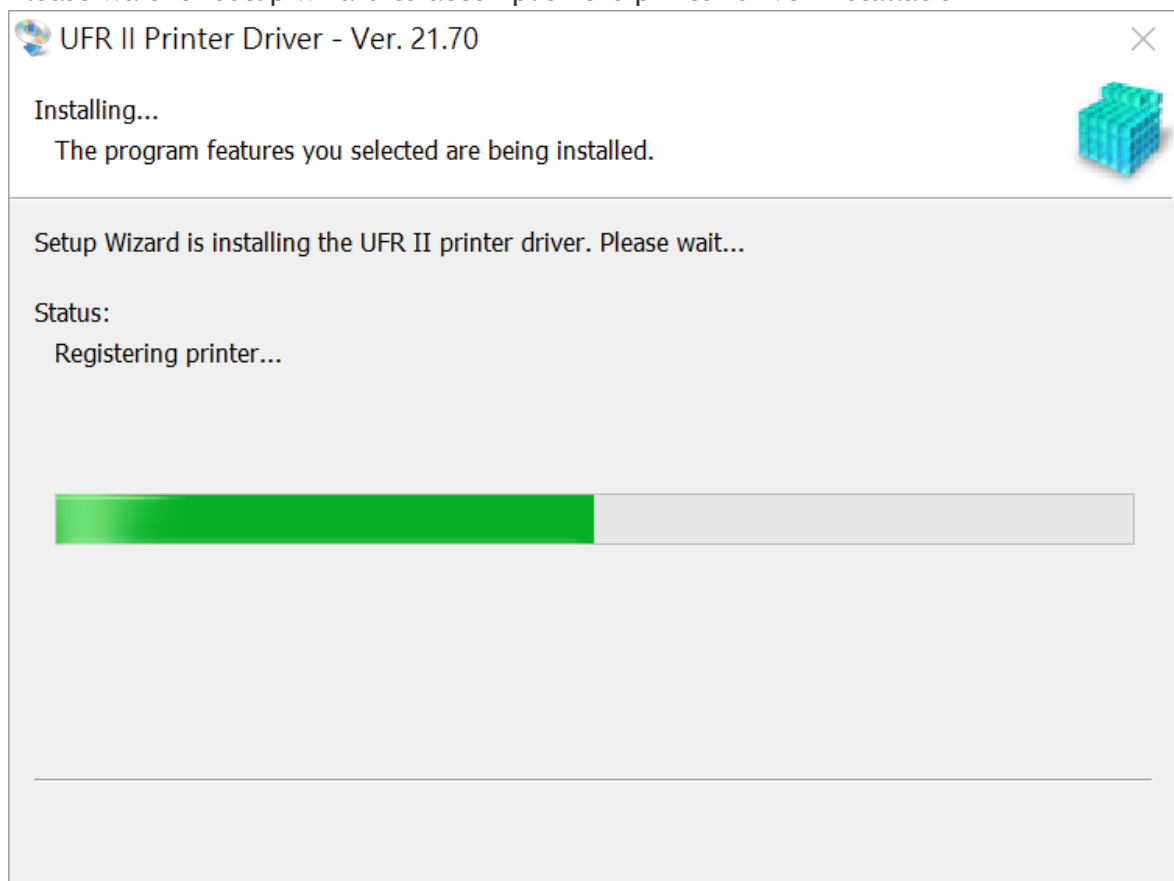 UFR II Printer Driver - Ver. 21.70
Installing...
The program features you selected are being installed.
Setup Wizard is installing the UFR II printer driver. Please wait...
Status:
Registering printer...